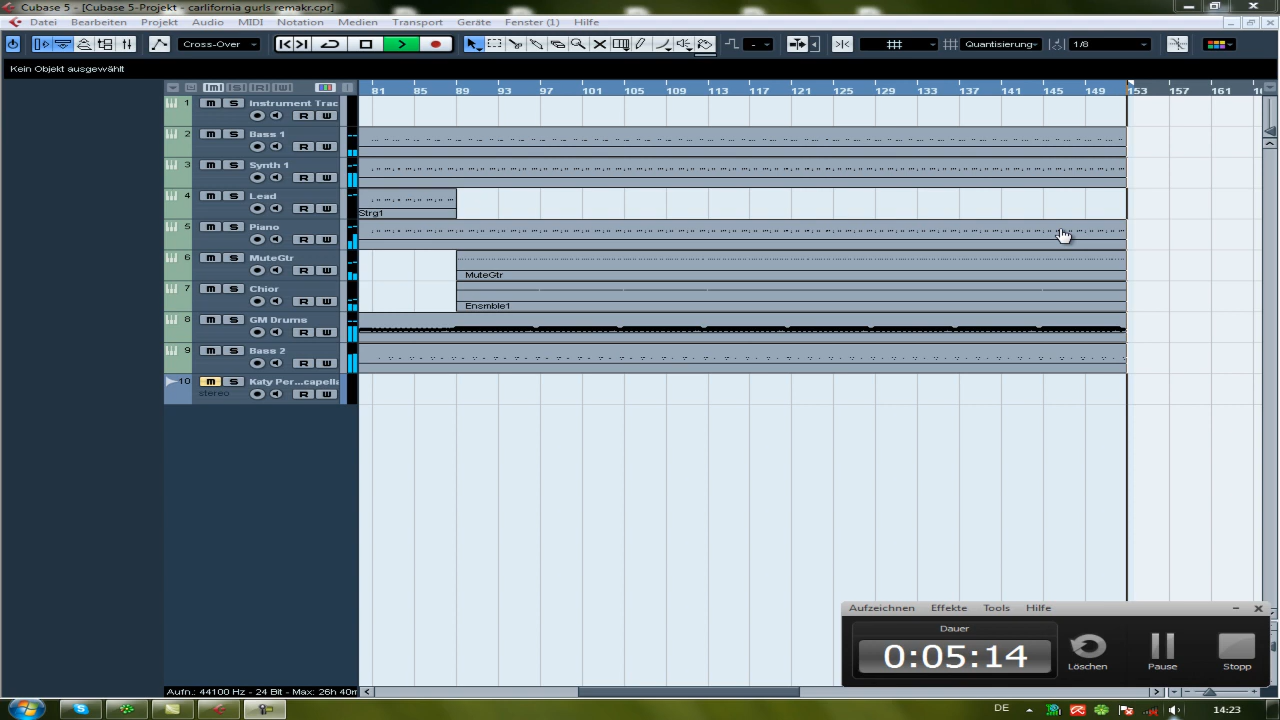 Cubase 5 - [Cubase 5-Projekt - carlifornia gurls remakr.cpr]
Datei Bearbeiten Projekt Audio MIDI Notation Medien Transport Geräte Fenster (1) Hilfe
Cross-Over - Quantisierung 1/8
Kein Objekt ausgewählt
81 85 89 93 97 101 105 109 113 117 121 125 129 133 137 141 145 149 153 157 161
1 m S Instrument Trac
R W
2 m S Bass 1
R W
3 m S Synth 1
R W
4 m S Lead
R W
Strg1
5 m S Piano
R W
6 m S MuteGtr
R W
MuteGtr
7 m S Chior
R W
Ensmble1
8 m S GM Drums
R W
9 m S Bass 2
R W
10 m S Katy Per...capella
stereo R W
Aufzeichnen Effekte Tools Hilfe
Dauer
0:05:14
Löschen Pause Stopp
Aufn.: 44100 Hz - 24 Bit - Max: 26h 40m
DE 14:23